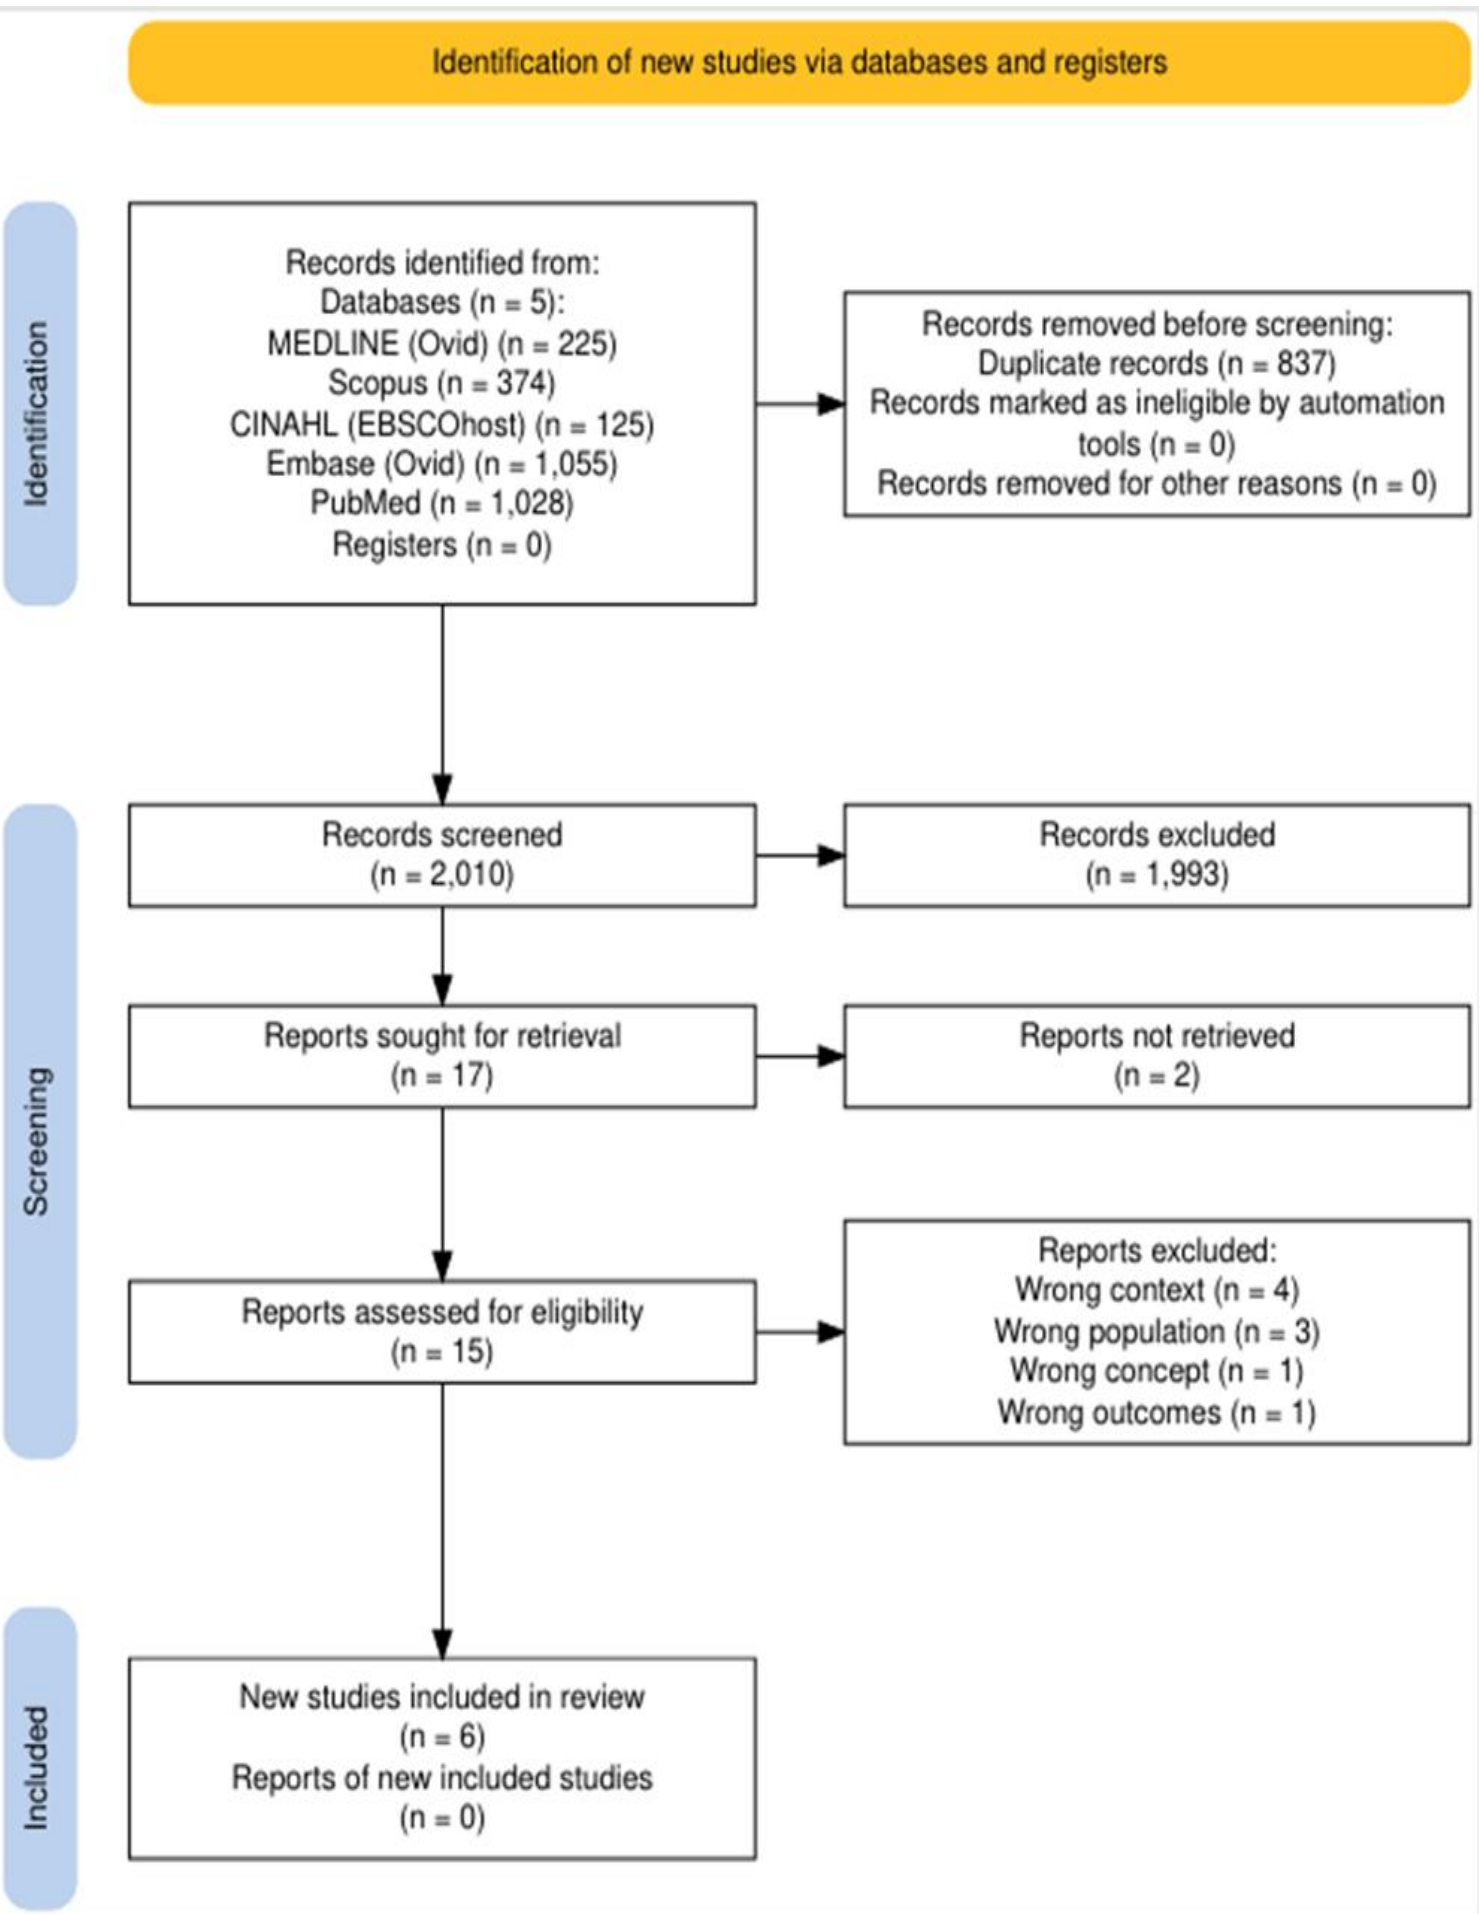 Identification of new studies via databases and registers
Identification
Records identified from:
Databases (n = 5):
MEDLINE (Ovid) (n = 225)
Scopus (n = 374)
CINAHL (EBSCOhost) (n = 125)
Embase (Ovid) (n = 1,055)
PubMed (n = 1,028)
Registers (n = 0)
Records removed before screening:
Duplicate records (n = 837)
Records marked as ineligible by automation
tools (n = 0)
Records removed for other reasons (n = 0)
Screening
Records screened
(n = 2,010)
Records excluded
(n = 1,993)
Reports sought for retrieval
(n = 17)
Reports not retrieved
(n = 2)
Reports assessed for eligibility
(n = 15)
Reports excluded:
Wrong context (n = 4)
Wrong population (n = 3)
Wrong concept (n = 1)
Wrong outcomes (n = 1)
Included
New studies included in review
(n = 6)
Reports of new included studies
(n = 0)